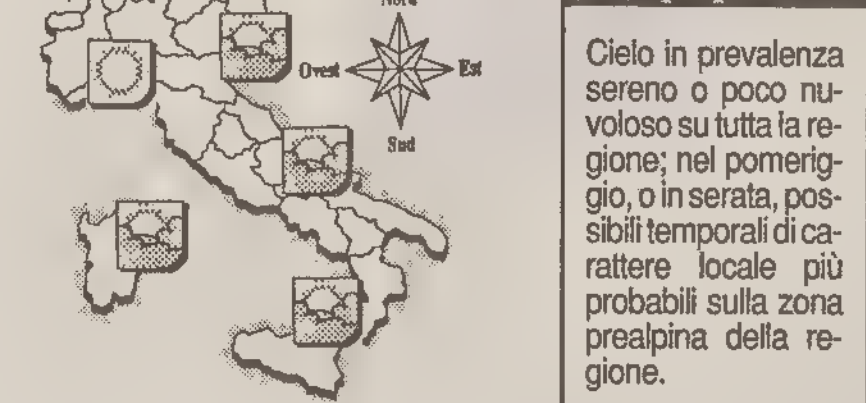 Nord
Ovest
Est
Sud
Cielo in prevalenza
sereno o poco nu-
voloso su tutta la re-
gione; nel pomerig-
gio, o in serata, pos-
sibili temporali di ca-
rattere locale più
probabili sulla zona
prealpina della re-
gione.